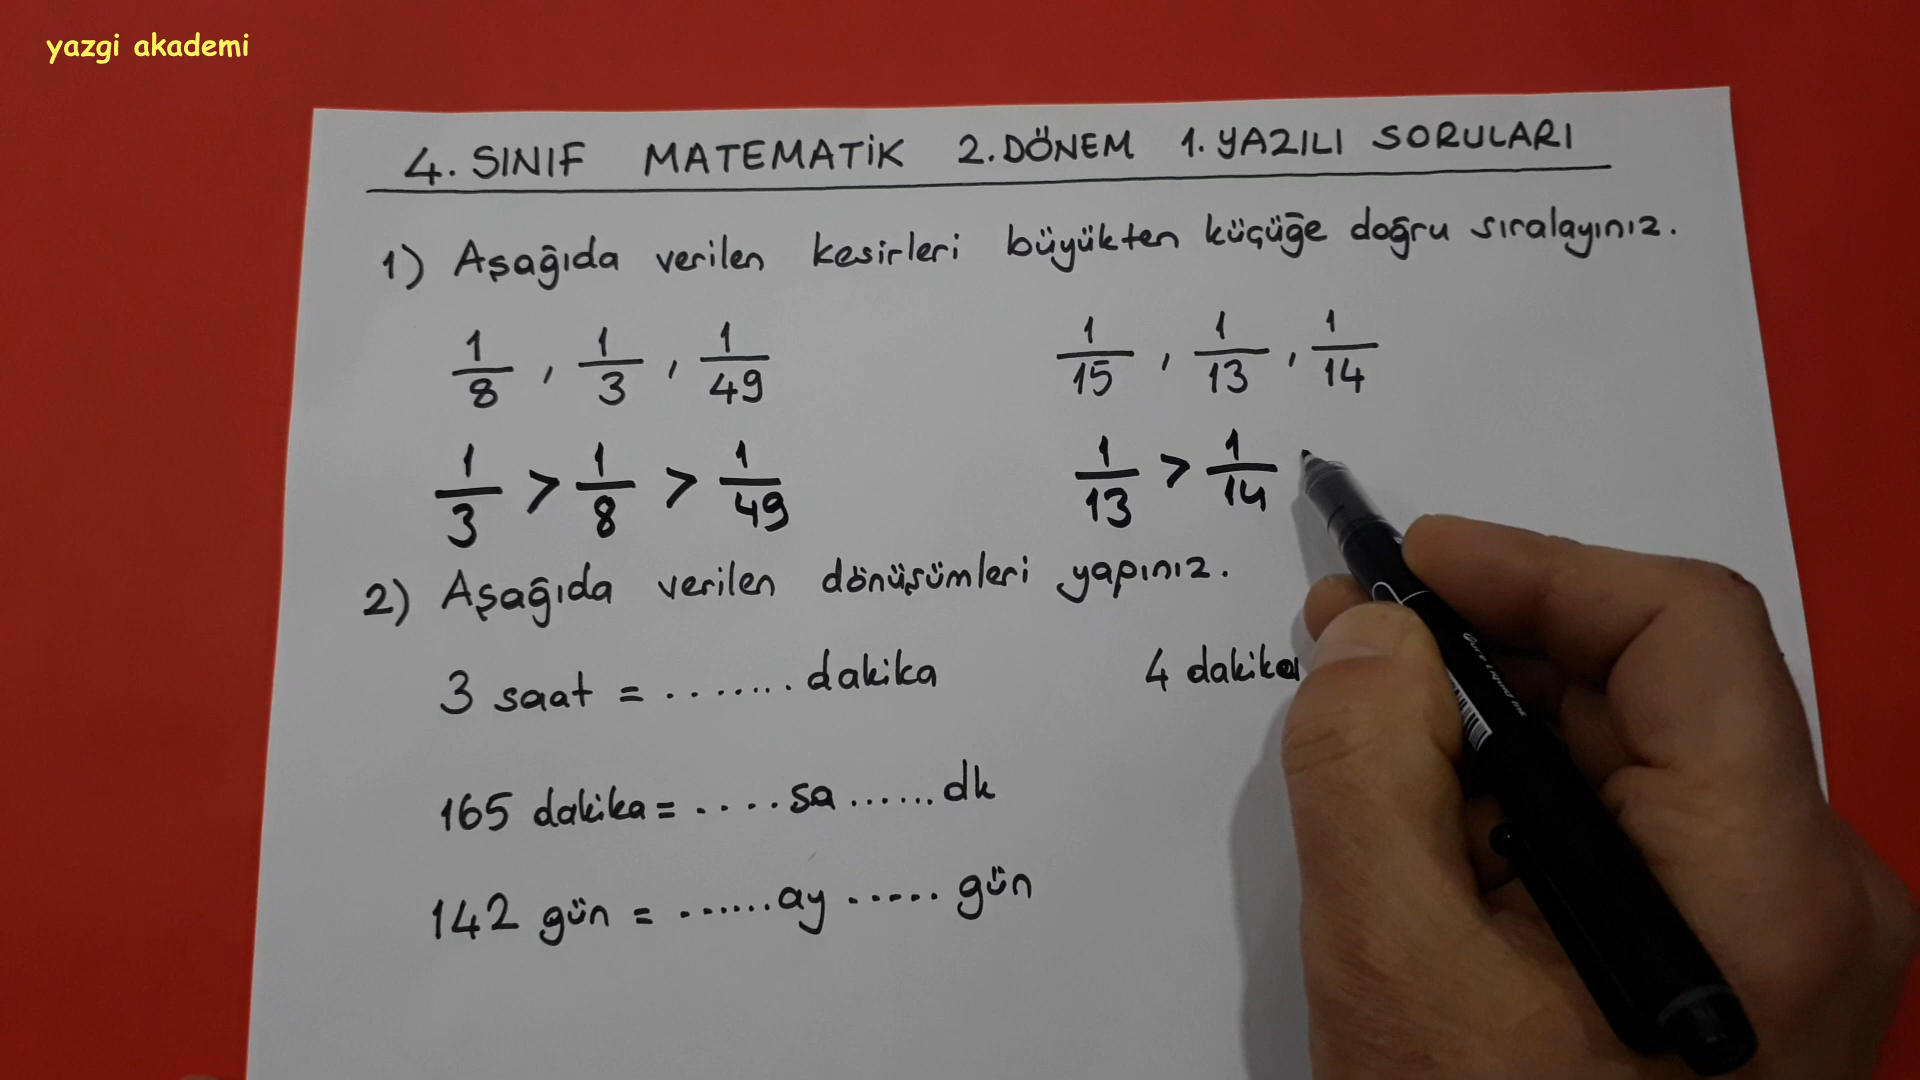 yazgi akademi
4. SINIF MATEMATİK 2. DÖNEM 1. YAZILI SORULARI
1) Aşağıda verilen kesirleri büyükten küçüğe doğru sıralayınız.
1/8 , 1/3 , 1/49 1/15 , 1/13 , 1/14
1/3 > 1/8 > 1/49 1/13 > 1/14
2) Aşağıda verilen dönüşümleri yapınız.
3 saat = ....... dakika 4 dakika
165 dakika = .... sa ...... dk
142 gün = ...... ay ..... gün